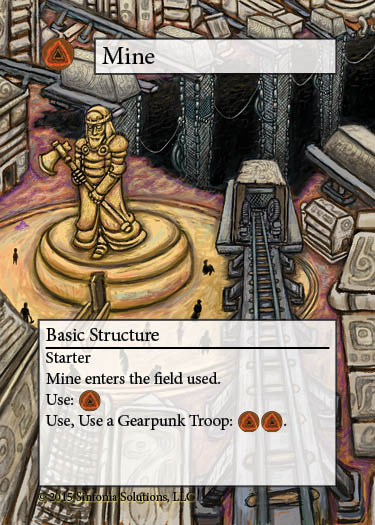 Mine
Basic Structure
Starter
Mine enters the field used.
Use:
Use, Use a Gearpunk Troop: .
© 2015 Sinfonia Solutions, LLC